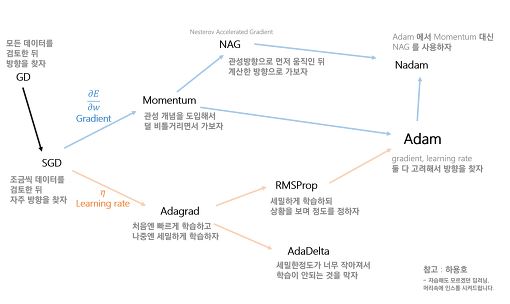 모든 데이터를
검토한 뒤
방향을 찾자
GD
SGD
조금씩 데이터를
검토한 뒤
자주 방향을 찾자
∂E
∂w
Gradient
η
Learning rate
Momentum
관성 개념을 도입해서
덜 비틀거리면서 가보자
Nesterov Accelerated Gradient
NAG
관성방향으로 먼저 움직인 뒤
계산한 방향으로 가보자
Adagrad
처음엔 빠르게 학습하고
나중엔 세밀하게 학습하자
RMSProp
세밀하게 학습하되
상황을 보며 정도를 정하자
AdaDelta
세밀한정도가 너무 작아져서
학습이 안되는 것을 막자
Adam 에서 Momentum 대신
NAG 를 사용하자
Nadam
Adam
gradient, learning rate
둘 다 고려해서 방향을 찾자
참고 : 하용호
- 자습해도 모르겠던 딥러닝,
머리속에 인스톨 시켜드립니다.